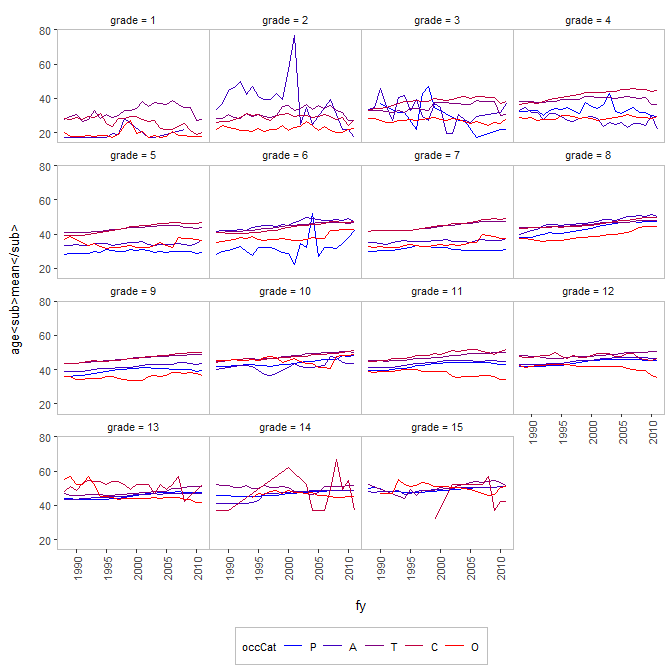 grade = 1 grade = 2 grade = 3 grade = 4
80
60
40
20
grade = 5 grade = 6 grade = 7 grade = 8
80
60
40
20
grade = 9 grade = 10 grade = 11 grade = 12
80
60
40
20
1990 1995 2000 2005 2010
grade = 13 grade = 14 grade = 15
80
60
40
20
1990 1995 2000 2005 2010 1990 1995 2000 2005 2010 1990 1995 2000 2005 2010
age<sub>mean</sub>
fy
occCat P A T C O